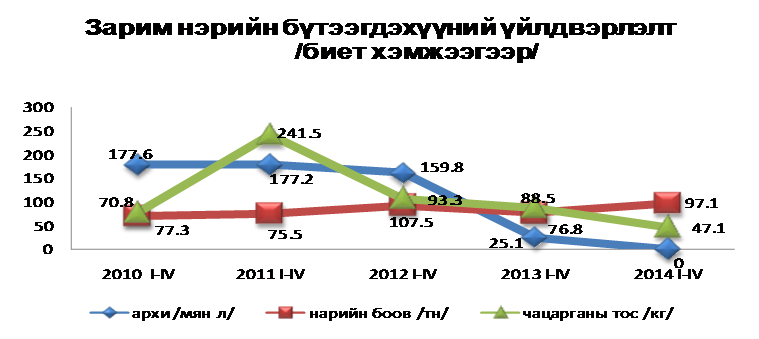 Зарим нэрийн бүтээгдэхүүний үйлдвэрлэлт
/биет хэмжээгээр/
300
250
200
150
100
50
0
177.6
177.2
159.8
25.1
0
70.8
75.5
93.3
76.8
97.1
77.3
241.5
107.5
88.5
47.1
2010 I-IV
2011 I-IV
2012 I-IV
2013 I-IV
2014 I-IV
архи /мян л/
нарийн боов /тн/
чацарганы тос /кг/